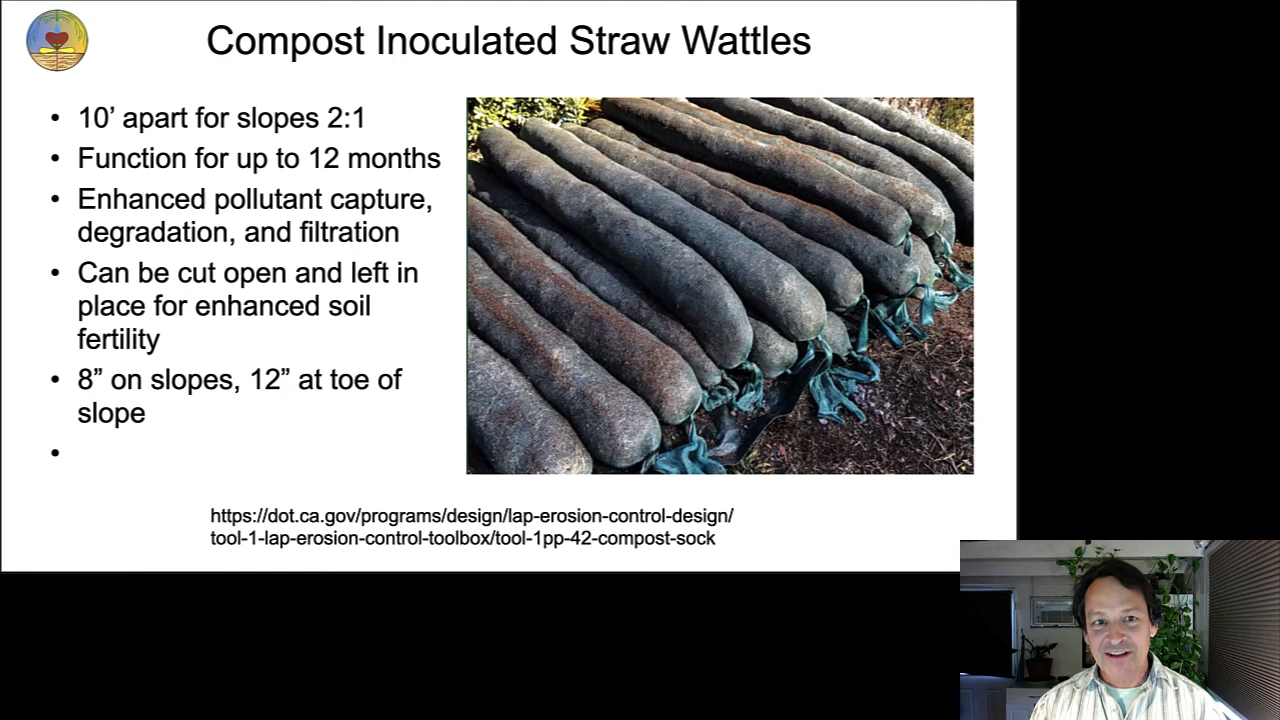 Compost Inoculated Straw Wattles
• 10’ apart for slopes 2:1
• Function for up to 12 months
• Enhanced pollutant capture,
degradation, and filtration
• Can be cut open and left in
place for enhanced soil
fertility
• 8” on slopes, 12” at toe of
slope
•
https://dot.ca.gov/programs/design/lap-erosion-control-design/
tool-1-lap-erosion-control-toolbox/tool-1pp-42-compost-sock